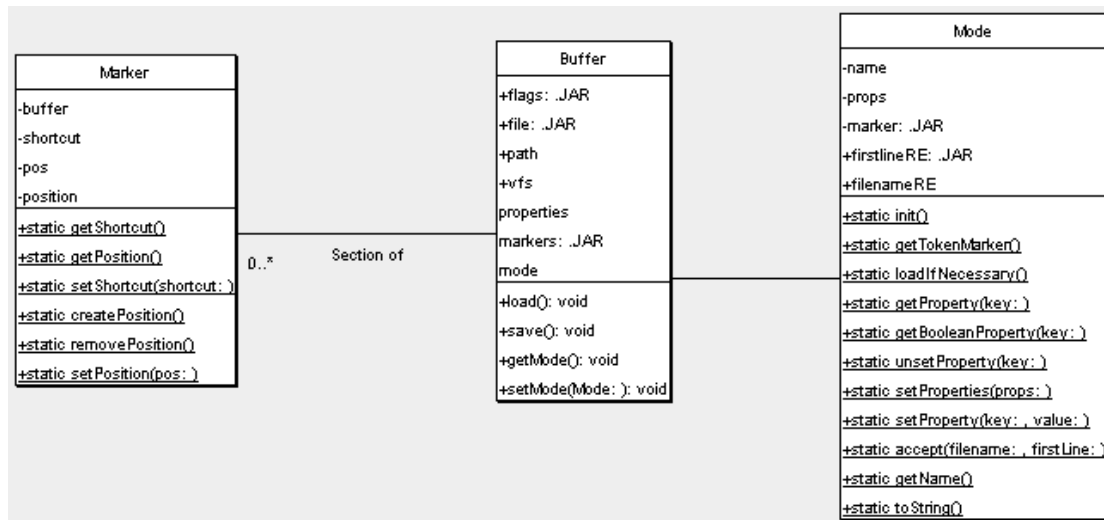 Marker
-buffer
-shortcut
-pos
-position
+static getShortcut()
+static getPosition()
+static setShortcut(shortcut: )
+static createPosition()
+static removePosition()
+static setPosition(pos: )
0..*
Section of
Buffer
+flags: .JAR
+file: .JAR
+path
+vfs
properties
markers: .JAR
mode
+load(): void
+save(): void
+getMode(): void
+setMode(Mode: ): void
Mode
-name
-props
-marker: .JAR
+firstlineRE: .JAR
+filenameRE
+static init()
+static getTokenMarker()
+static loadIfNecessary()
+static getProperty(key: )
+static getBooleanProperty(key: )
+static unsetProperty(key: )
+static setProperties(props: )
+static setProperty(key: , value: )
+static accept(filename: , firstLine: )
+static getName()
+static toString()